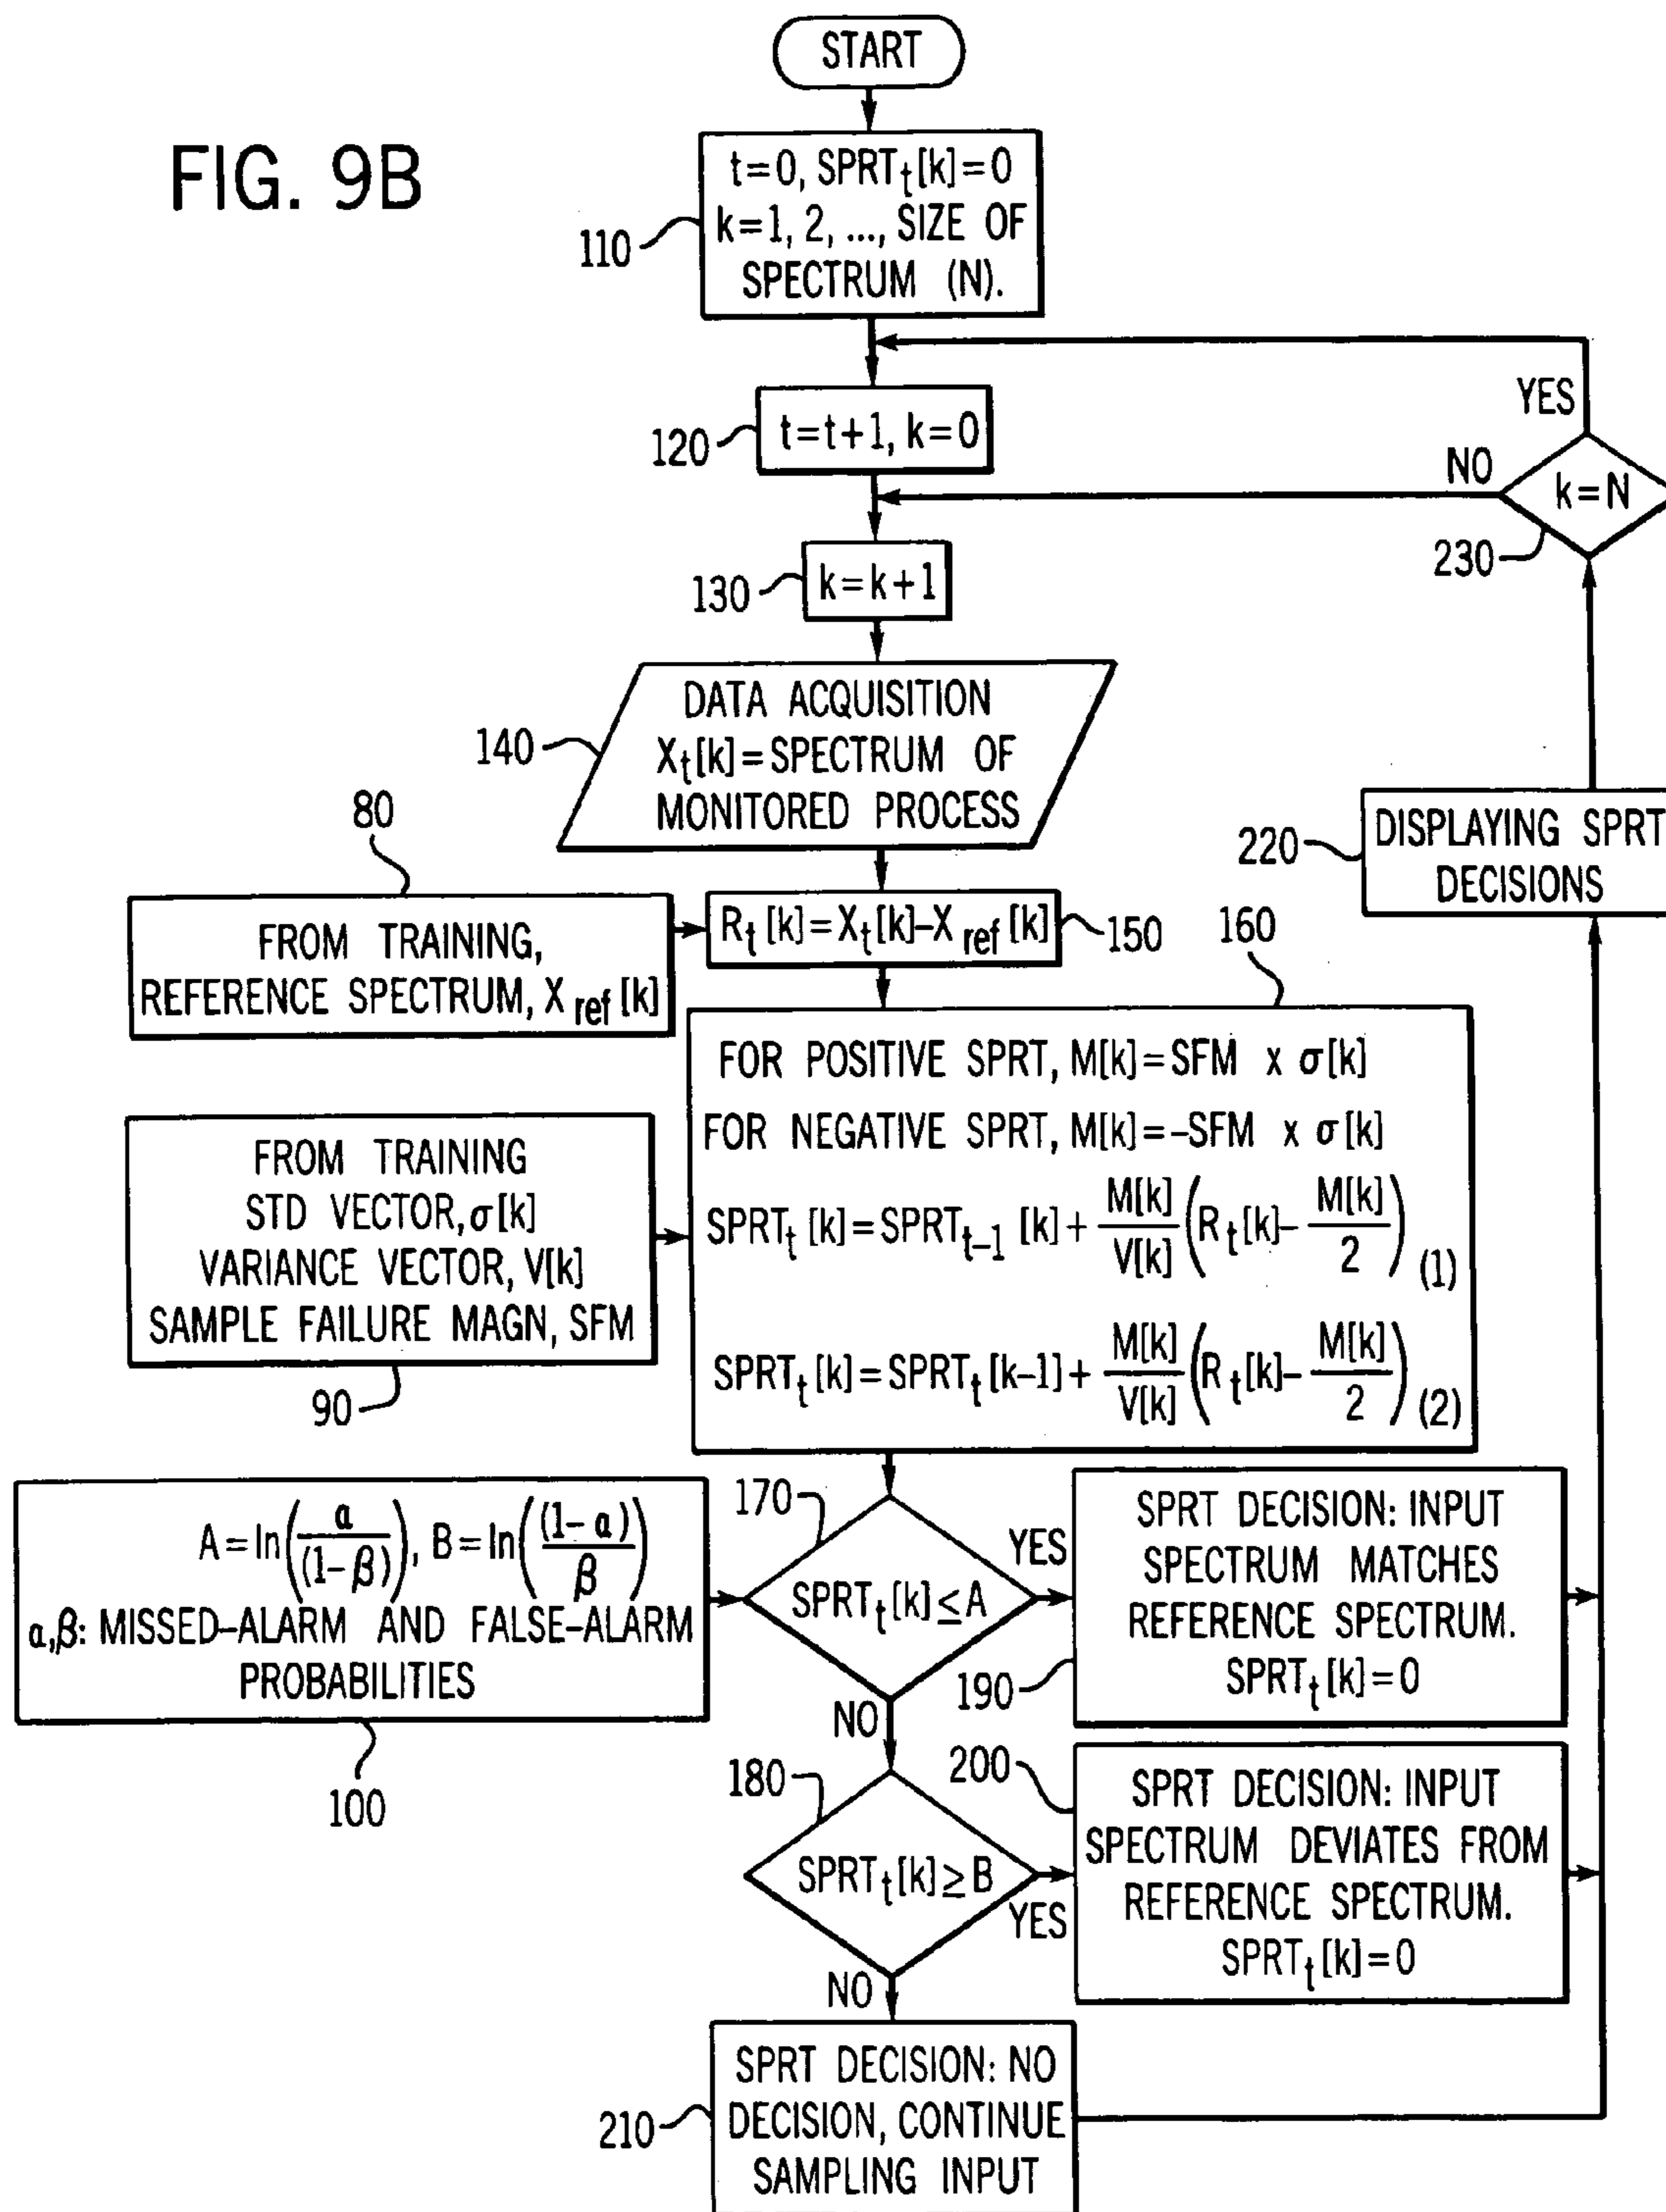 FIG. 9B
START
t=0, SPRTt[k]=0
k=1, 2, ..., SIZE OF
SPECTRUM (N).
110
t=t+1, k=0
120
YES
NO
k=N
230
k=k+1
130
DATA ACQUISITION
Xt[k]=SPECTRUM OF
MONITORED PROCESS
140
80
FROM TRAINING,
REFERENCE SPECTRUM, X ref [k]
Rt [k]=Xt[k]-X ref [k]
150
220
DISPLAYING SPRT
DECISIONS
160
FOR POSITIVE SPRT, M[k]=SFM x σ[k]
FOR NEGATIVE SPRT, M[k]=-SFM x σ[k]
SPRTt [k]=SPRTt-1 [k]+ M[k]/V[k] (Rt[k]- M[k]/2) (1)
SPRTt[k]=SPRTt[k-1]+ M[k]/V[k] (Rt[k]- M[k]/2) (2)
FROM TRAINING
STD VECTOR, σ[k]
VARIANCE VECTOR, V[k]
SAMPLE FAILURE MAGN, SFM
90
A=ln(α/(1-β)), B=ln((1-α)/β)
α,β: MISSED-ALARM AND FALSE-ALARM
PROBABILITIES
100
170
SPRTt[k]≤A
YES
NO
SPRT DECISION: INPUT
SPECTRUM MATCHES
REFERENCE SPECTRUM.
SPRTt[k]=0
190
180
SPRTt[k]≥B
YES
NO
200
SPRT DECISION: INPUT
SPECTRUM DEVIATES FROM
REFERENCE SPECTRUM.
SPRTt[k]=0
210
SPRT DECISION: NO
DECISION, CONTINUE
SAMPLING INPUT